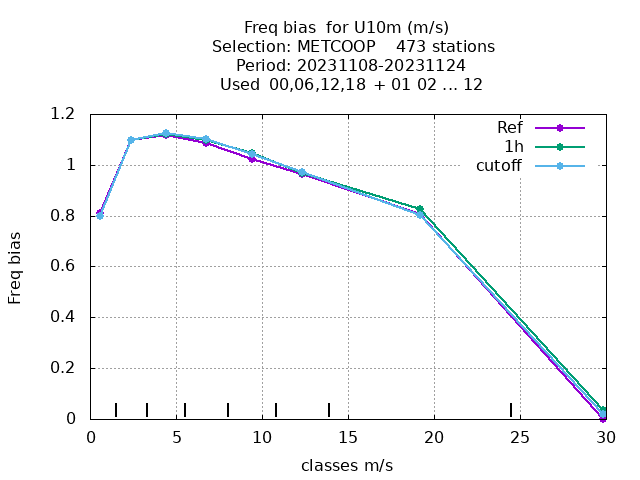 Freq bias  for U10m (m/s)
Selection: METCOOP    473 stations
Period: 20231108-20231124
Used  00,06,12,18  + 01 02 ... 12
Ref
1h
cutoff
1.2
1
0.8
0.6
0.4
0.2
0
Freq bias
0 5 10 15 20 25 30
classes m/s